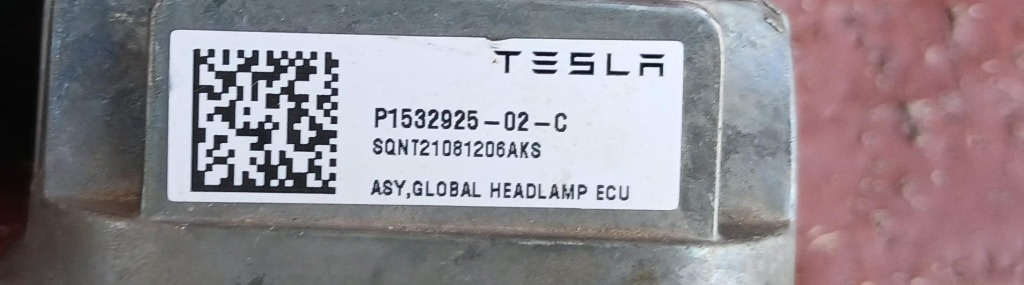 TESLA
P1532925-02-C
SQNT21081206AKS
ASY,GLOBAL HEADLAMP ECU